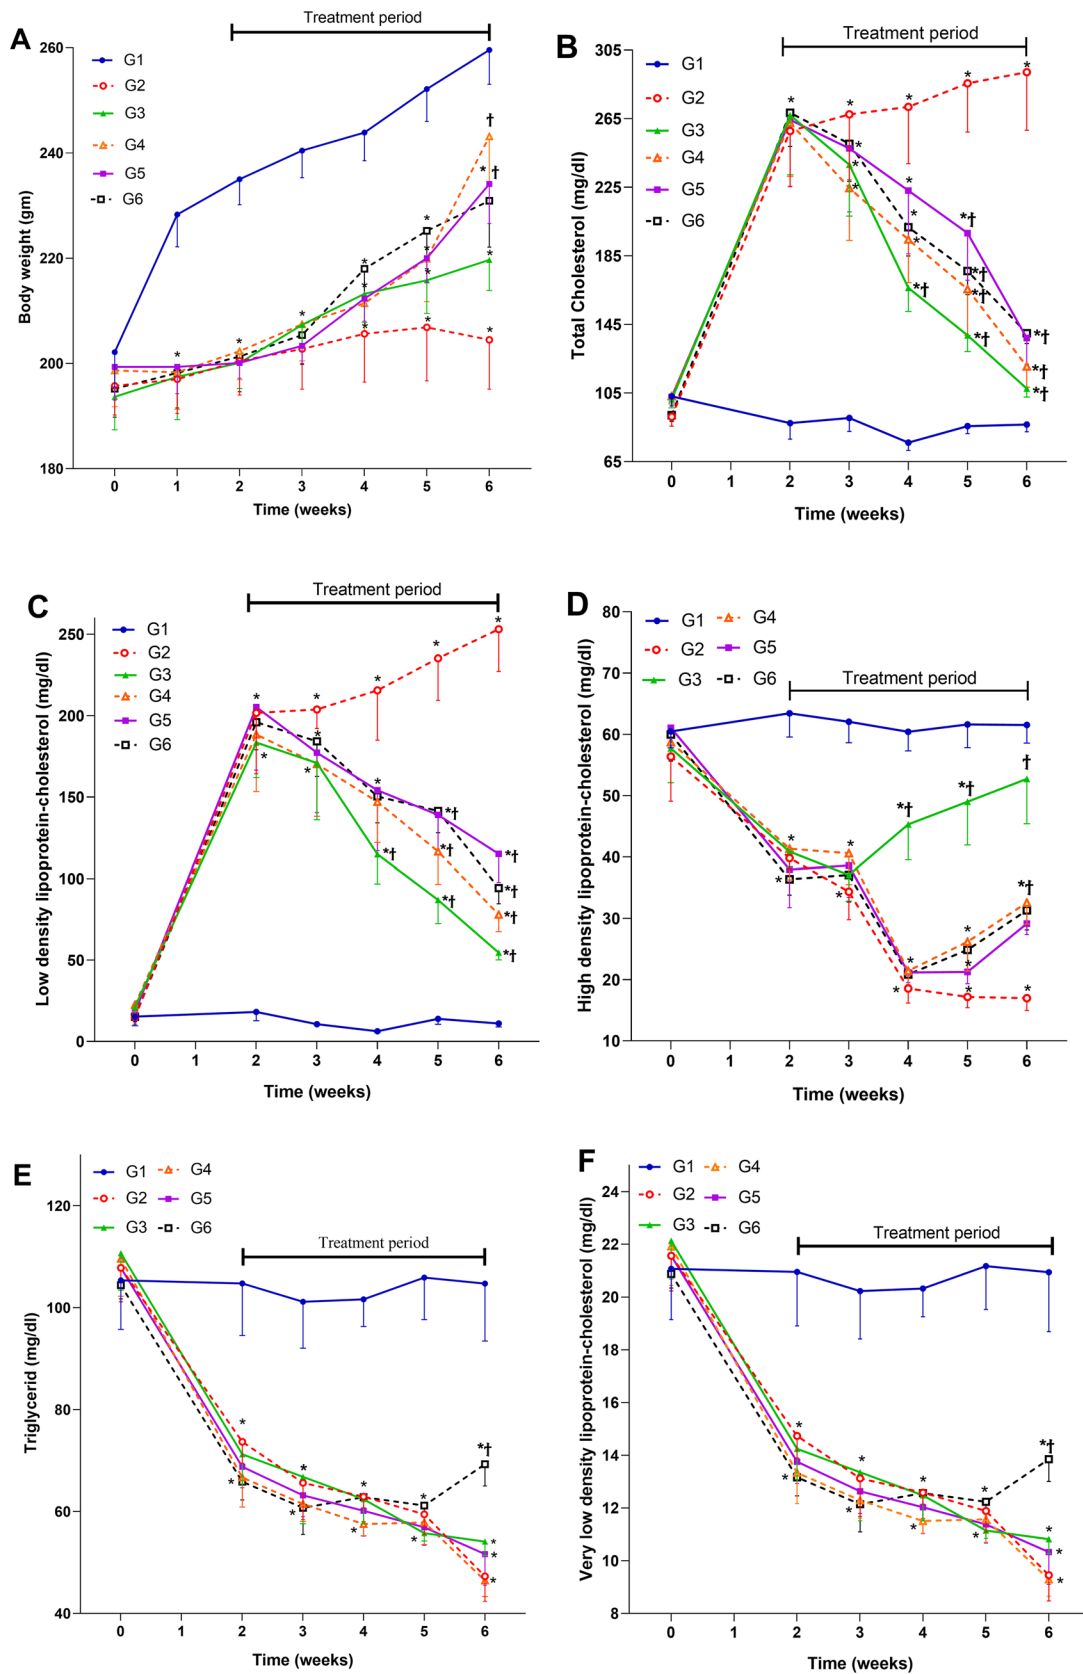 A
Treatment period
G1
G2
G3
G4
G5
G6
260
240
220
200
180
Body weight (gm)
0 1 2 3 4 5 6
Time (weeks)
* * * * * * * * * * * † * † * *
B
Treatment period
G1
G2
G3
G4
G5
G6
305
265
225
185
145
105
65
Total Cholesterol (mg/dl)
0 1 2 3 4 5 6
Time (weeks)
* * * * * * * * * * *† *† *† *† *† *† *†
C
Treatment period
G1
G2
G3
G4
G5
G6
250
200
150
100
50
0
Low density lipoprotein-cholesterol (mg/dl)
0 1 2 3 4 5 6
Time (weeks)
* * * * * * * * * *† *† *† *† *† *† *† *†
D
G1
G2
G3
G4
G5
G6
Treatment period
80
70
60
50
40
30
20
10
High density lipoprotein-cholesterol (mg/dl)
0 1 2 3 4 5 6
Time (weeks)
* * * * * * * * * * *† *† † *†
E
G1
G2
G3
G4
G5
G6
Treatment period
120
100
80
60
40
Triglycerid (mg/dl)
0 1 2 3 4 5 6
Time (weeks)
* * * * * * * * *† * * *
F
G1
G2
G3
G4
G5
G6
Treatment period
24
22
20
18
16
14
12
10
8
Very low density lipoprotein-cholesterol (mg/dl)
0 1 2 3 4 5 6
Time (weeks)
* * * * * * * * *† * * *